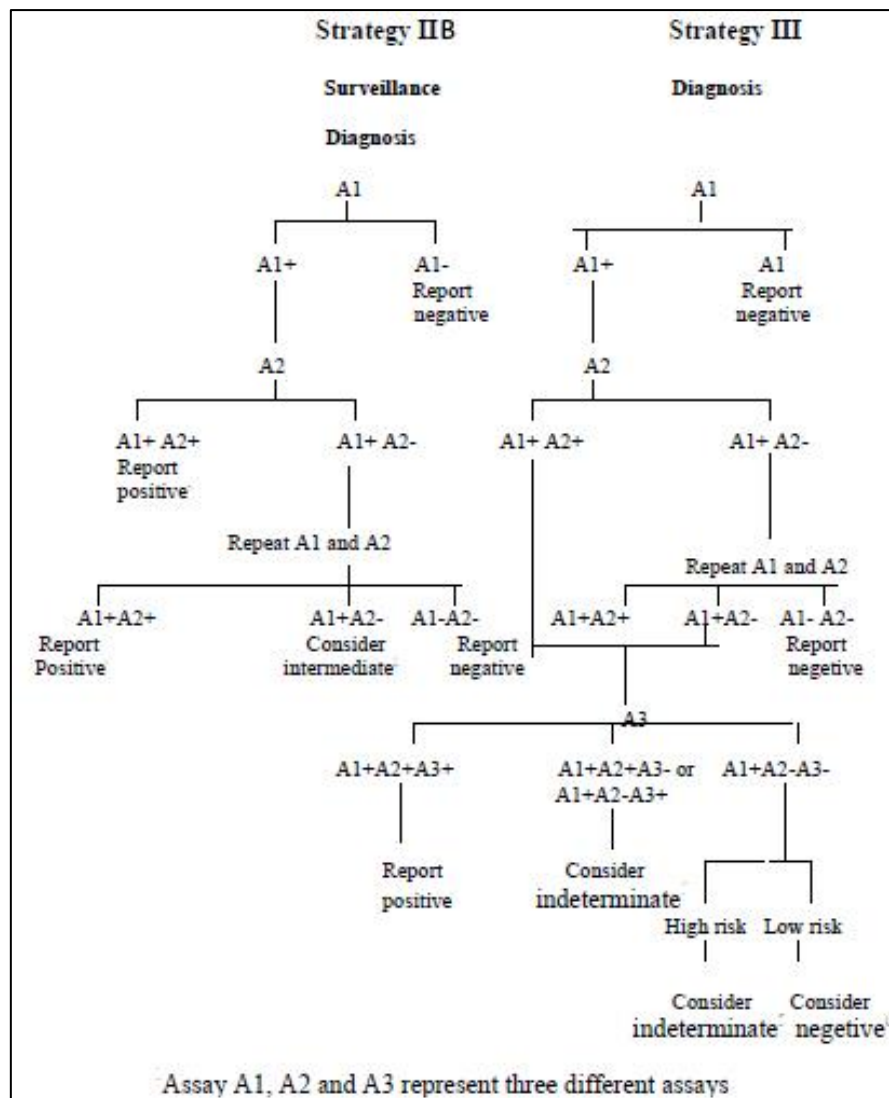 Strategy IIB
Strategy III
Surveillance
Diagnosis
Diagnosis
A1
A1
A1+
A1-
Report
negative
A1+
A1
Report
negative
A2
A2
A1+ A2+
Report
positive
A1+ A2-
A1+ A2+
A1+ A2-
Repeat A1 and A2
Repeat A1 and A2
A1+A2+
Report
Positive
A1+A2-
Consider
intermediate
A1-A2-
Report
negative
A1+A2+
A1+A2-
A1- A2-
Report
negetive
A3
A1+A2+A3+
A1+A2+A3- or
A1+A2-A3+
A1+A2-A3-
Report
positive
Consider
indeterminate
High risk
Low risk
Consider
indeterminate
Consider
negetive
Assay A1, A2 and A3 represent three different assays